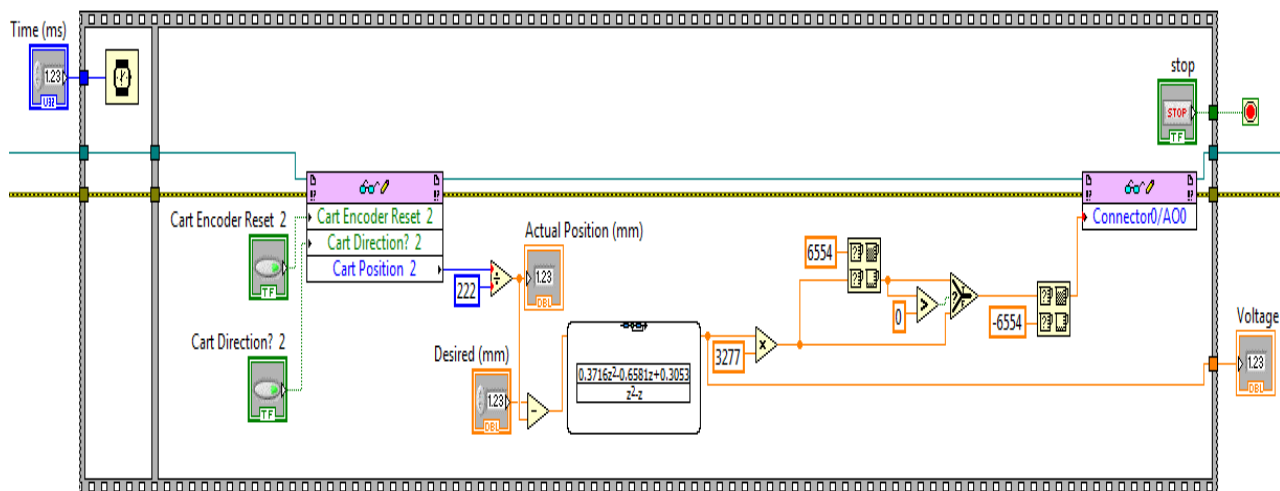 Time (ms)
1.23
U32
stop
STOP
TF
Cart Encoder Reset 2
TF
Cart Direction? 2
TF
Cart Encoder Reset 2
Cart Direction? 2
Cart Position 2
222
÷
Actual Position (mm)
1.23
DBL
Desired (mm)
1.23
DBL
−
0.3716z²-0.6581z+0.3053
z²-z
3277
×
6554
0
>
?
-6554
Connector0/AO0
Voltage
1.23
DBL